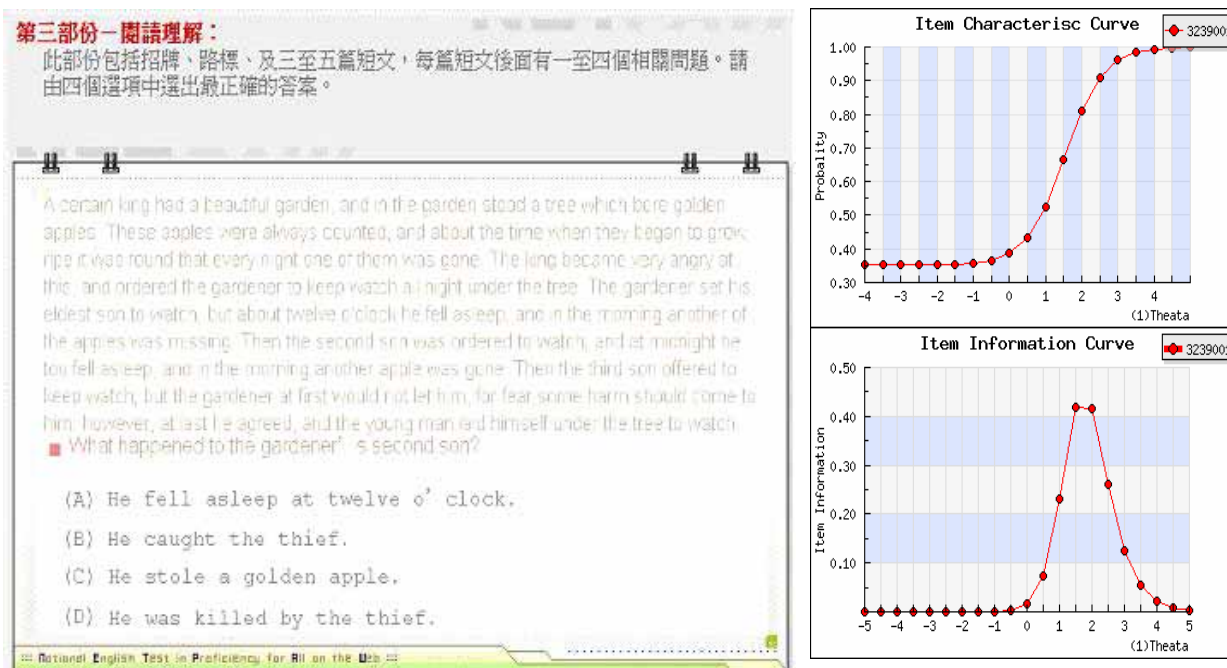 第三部份－閱讀理解：
此部份包括招牌、路標、及三至五篇短文，每篇短文後面有一至四個相關問題。請
由四個選項中選出最正確的答案。
A certain king had a beautiful garden, and in the garden stood a tree which bore golden
apples. These apples were always counted, and about the time when they began to grow
ripe it was found that every night one of them was gone. The king became very angry at
this, and ordered the gardener to keep watch all night under the tree. The gardener set his
eldest son to watch; but about twelve o'clock he fell asleep, and in the morning another of
the apples was missing. Then the second son was ordered to watch; and at midnight he
too fell asleep, and in the morning another apple was gone. Then the third son offered to
keep watch; but the gardener at first would not let him, for fear some harm should come to
him: however, at last he agreed, and the young man laid himself under the tree to watch.
What happened to the gardener's second son?
(A) He fell asleep at twelve o'clock.
(B) He caught the thief.
(C) He stole a golden apple.
(D) He was killed by the thief.
::: National English Test in Proficiency for All on the Web :::
Item Characterisc Curve
323900
1.00
0.90
0.80
0.70
0.60
0.50
0.40
0.30
Probality
-4 -3 -2 -1 0 1 2 3 4
(1)Theata
Item Information Curve
323900
0.50
0.40
0.30
0.20
0.10
Item Information
-5 -4 -3 -2 -1 0 1 2 3 4 5
(1)Theata